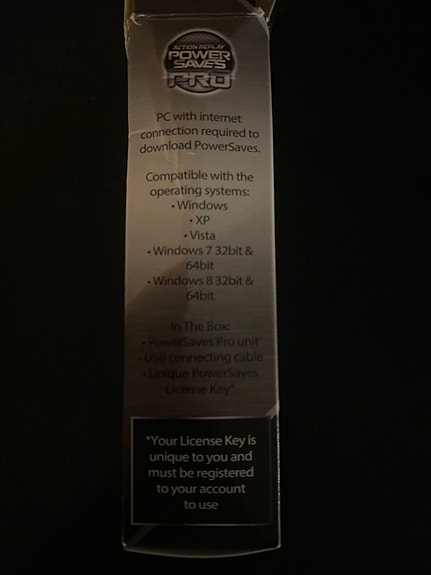 ACTION REPLAY
POWER
SAVES
PRO
PC with internet
connection required to
download PowerSaves.
Compatible with the
operating systems:
• Windows
• XP
• Vista
• Windows 7 32bit &
64bit
• Windows 8 32bit &
64bit
In The Box:
• PowerSaves Pro unit
• USB connecting cable
• Unique PowerSaves
License Key*
*Your License Key is
unique to you and
must be registered
to your account
to use